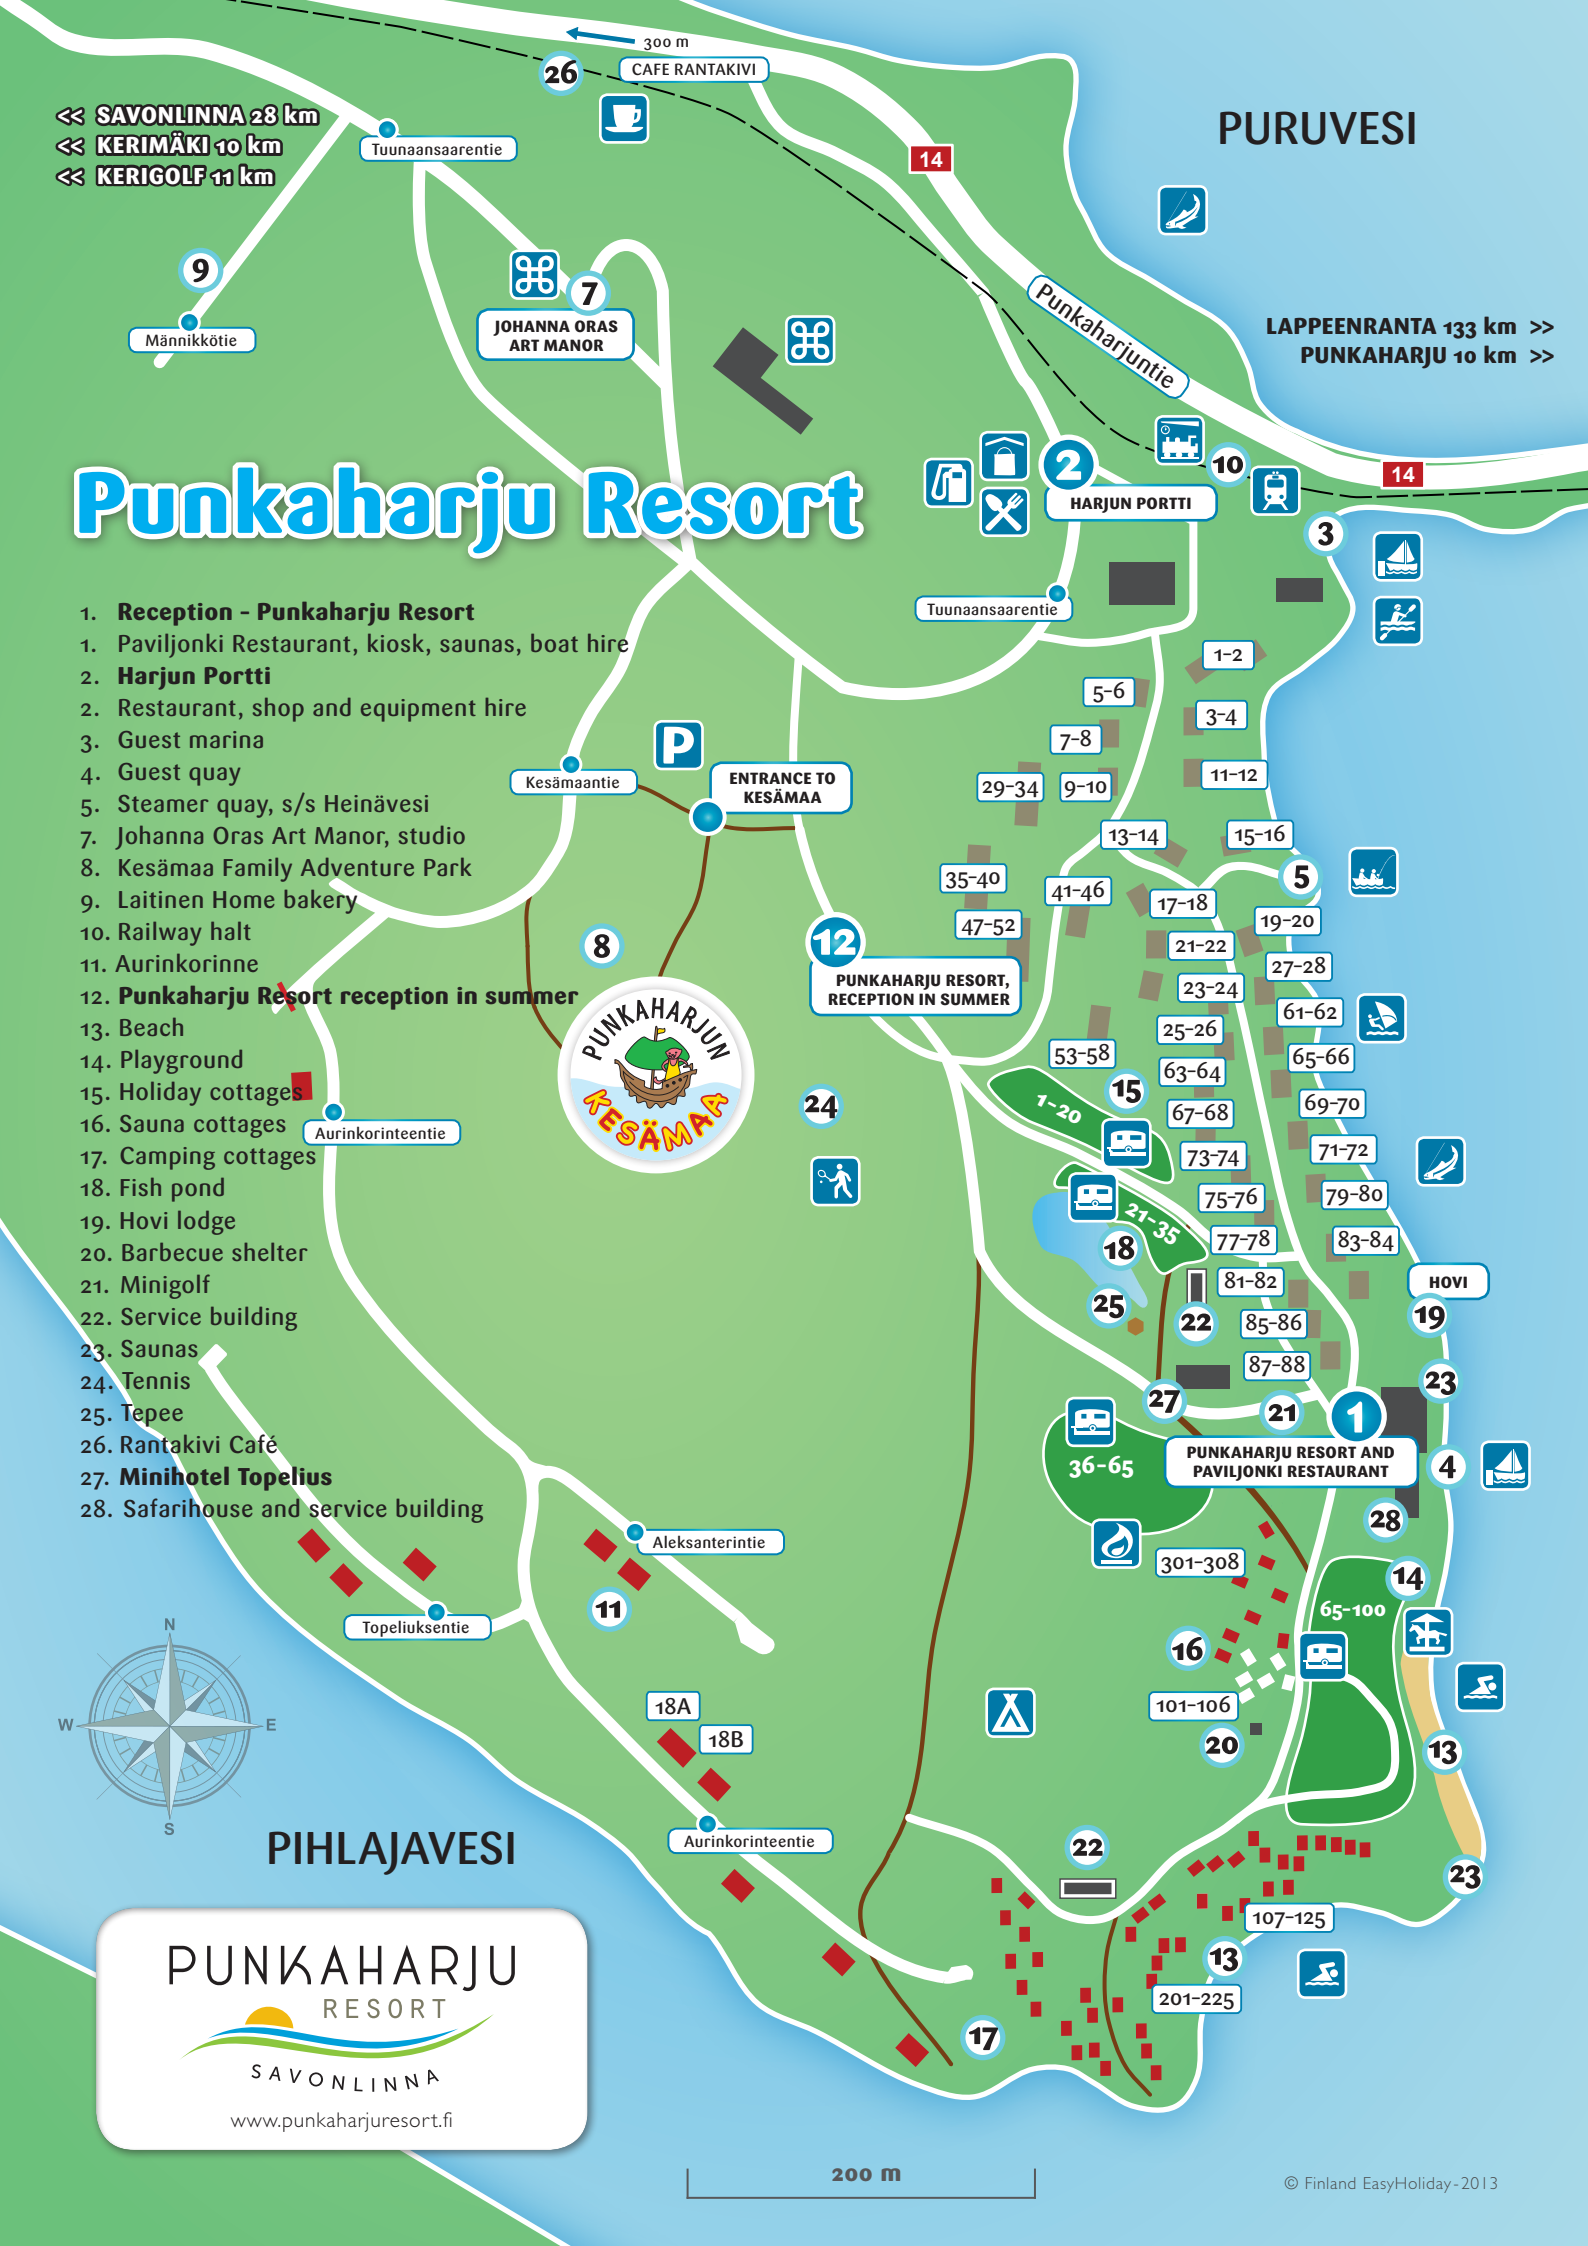 300 m
26
CAFE RANTAKIVI
<< SAVONLINNA 28 km
<< KERIMÄKI 10 km
<< KERIGOLF 11 km
Tuunaansaarentie
PURUVESI
14
9
Männikkötie
7
JOHANNA ORAS
ART MANOR
Punkaharjuntie
LAPPEENRANTA 133 km >>
PUNKAHARJU 10 km >>
14
2
HARJUN PORTTI
10
3
Punkaharju Resort
Tuunaansaarentie
1. Reception - Punkaharju Resort
1. Paviljonki Restaurant, kiosk, saunas, boat hire
2. Harjun Portti
2. Restaurant, shop and equipment hire
3. Guest marina
4. Guest quay
5. Steamer quay, s/s Heinävesi
7. Johanna Oras Art Manor, studio
8. Kesämaa Family Adventure Park
9. Laitinen Home bakery
10. Railway halt
11. Aurinkorinne
12. Punkaharju Resort reception in summer
13. Beach
14. Playground
15. Holiday cottages
16. Sauna cottages
17. Camping cottages
18. Fish pond
19. Hovi lodge
20. Barbecue shelter
21. Minigolf
22. Service building
23. Saunas
24. Tennis
25. Tepee
26. Rantakivi Café
27. Minihotel Topelius
28. Safarihouse and service building
P
Kesämaantie
ENTRANCE TO
KESÄMAA
1-2
5-6
3-4
7-8
11-12
29-34
9-10
13-14
15-16
5
35-40
41-46
17-18
19-20
47-52
21-22
27-28
12
PUNKAHARJU RESORT,
RECEPTION IN SUMMER
8
PUNKAHARJUN
KESÄMAA
23-24
61-62
25-26
53-58
65-66
63-64
15
1-20
69-70
67-68
24
71-72
73-74
79-80
75-76
21-35
18
77-78
83-84
81-82
HOVI
19
25
22
85-86
87-88
23
27
21
1
PUNKAHARJU RESORT AND
PAVILJONKI RESTAURANT
4
36-65
28
301-308
14
65-100
16
101-106
20
13
Aurinkorinteentie
Aleksanterintie
11
Topeliuksentie
18A
18B
Aurinkorinteentie
22
23
107-125
13
201-225
17
N
W
E
S
PIHLAJAVESI
PUNKAHARJU
RESORT
SAVONLINNA
www.punkaharjuresort.fi
200 m
© Finland EasyHoliday-2013